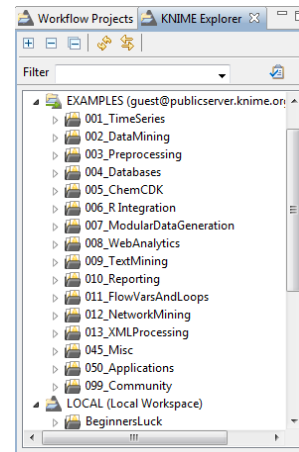 Workflow Projects KNIME Explorer
Filter
EXAMPLES (guest@publicserver.knime.or
001_TimeSeries
002_DataMining
003_Preprocessing
004_Databases
005_ChemCDK
006_R Integration
007_ModularDataGeneration
008_WebAnalytics
009_TextMining
010_Reporting
011_FlowVarsAndLoops
012_NetworkMining
013_XMLProcessing
045_Misc
050_Applications
099_Community
LOCAL (Local Workspace)
BeginnersLuck